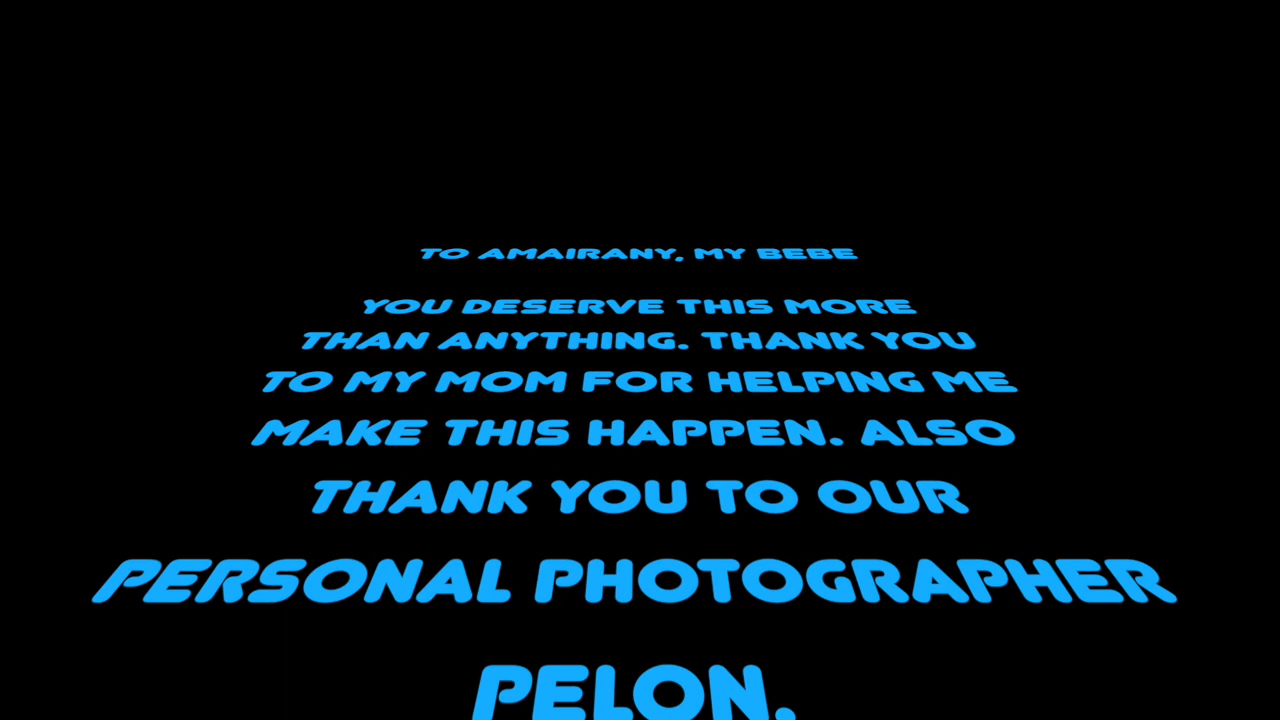 TO AMAIRANY, MY BEBE
YOU DESERVE THIS MORE
THAN ANYTHING. THANK YOU
TO MY MOM FOR HELPING ME
MAKE THIS HAPPEN. ALSO
THANK YOU TO OUR
PERSONAL PHOTOGRAPHER
PELON.